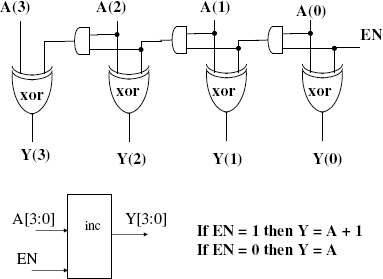 A(3) A(2) A(1) A(0)
EN
xor xor xor xor
Y(3) Y(2) Y(1) Y(0)
A[3:0] inc Y[3:0]
EN
If EN = 1 then Y = A + 1
If EN = 0 then Y = A